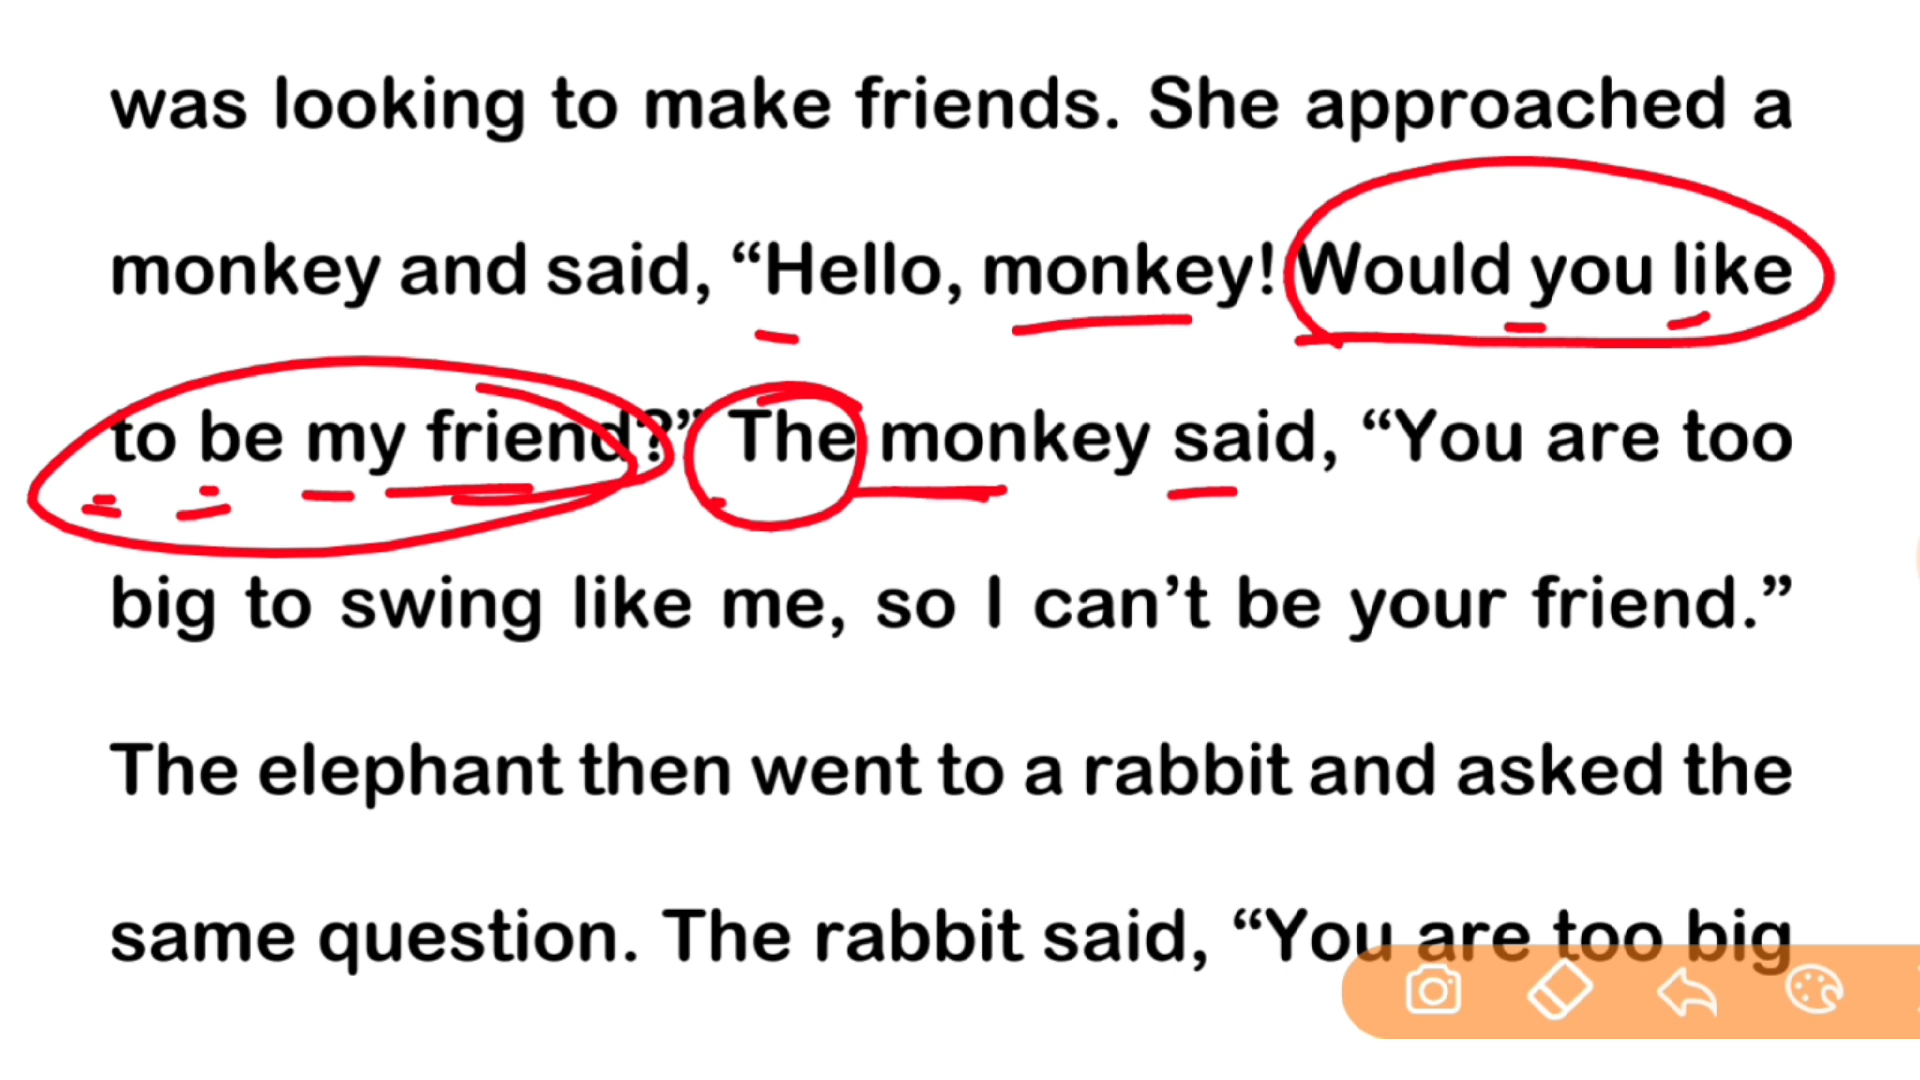 was looking to make friends. She approached a
monkey and said, “Hello, monkey! Would you like
to be my friend?” The monkey said, “You are too
big to swing like me, so I can’t be your friend.”
The elephant then went to a rabbit and asked the
same question. The rabbit said, “You are too big